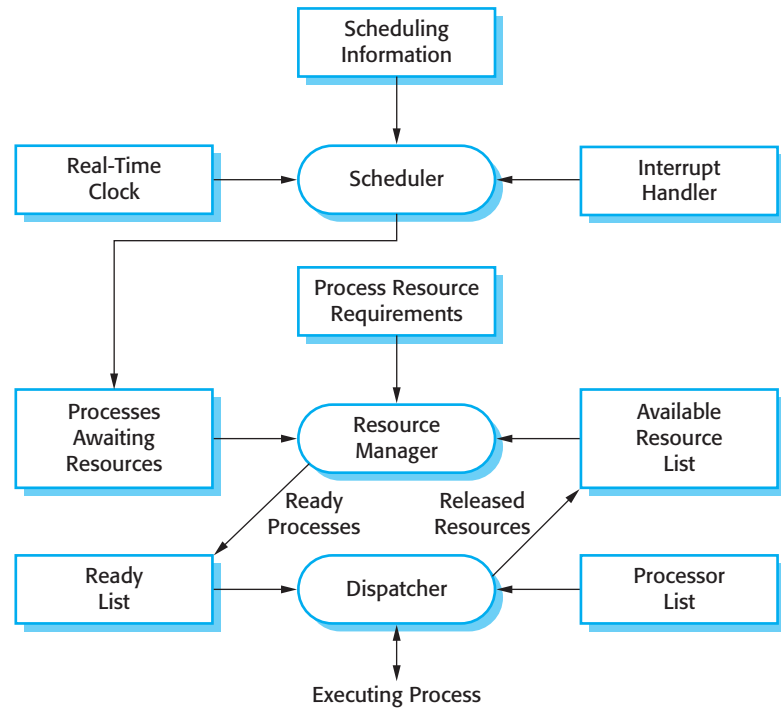 Scheduling
Information
Real-Time
Clock
Scheduler
Interrupt
Handler
Process Resource
Requirements
Processes
Awaiting
Resources
Resource
Manager
Available
Resource
List
Ready
Processes
Released
Resources
Ready
List
Dispatcher
Processor
List
Executing Process